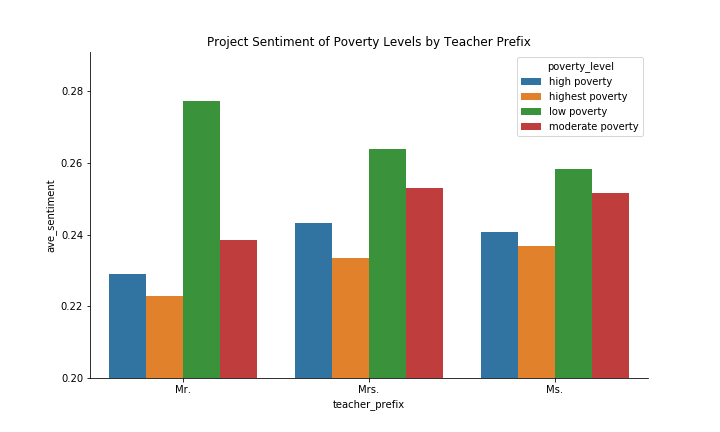 Project Sentiment of Poverty Levels by Teacher Prefix
poverty_level
high poverty
highest poverty
low poverty
moderate poverty
ave_sentiment
0.28
0.26
0.24
0.22
0.20
Mr.
Mrs.
Ms.
teacher_prefix